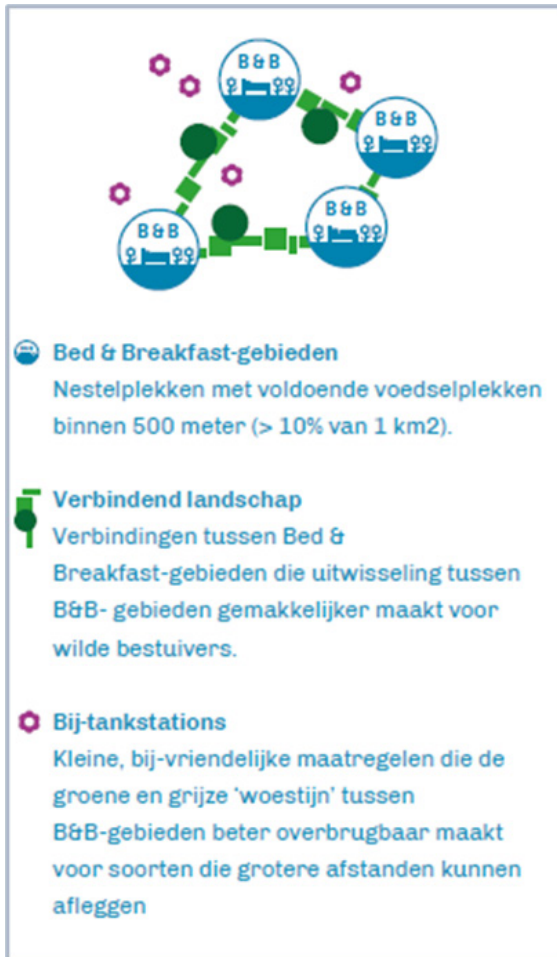 B & B
B & B
B & B
B & B
Bed & Breakfast-gebieden
Nestelplekken met voldoende voedselplekken
binnen 500 meter (> 10% van 1 km2).
Verbindend landschap
Verbindingen tussen Bed &
Breakfast-gebieden die uitwisseling tussen
B&B- gebieden gemakkelijker maakt voor
wilde bestuivers.
Bij-tankstations
Kleine, bij-vriendelijke maatregelen die de
groene en grijze ‘woestijn’ tussen
B&B-gebieden beter overbrugbaar maakt
voor soorten die grotere afstanden kunnen
afleggen